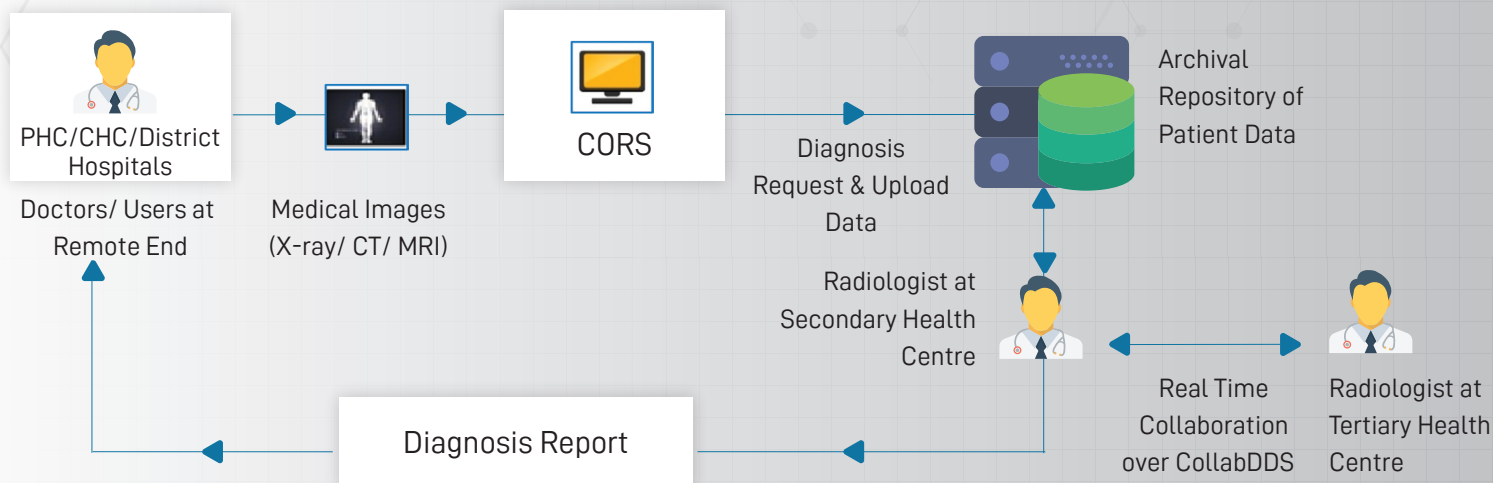 PHC/CHC/District
Hospitals
Doctors/ Users at
Remote End
Medical Images
(X-ray/ CT/ MRI)
CORS
Diagnosis
Request & Upload
Data
Archival
Repository of
Patient Data
Radiologist at
Secondary Health
Centre
Real Time
Collaboration
over CollabDDS
Radiologist at
Tertiary Health
Centre
Diagnosis Report